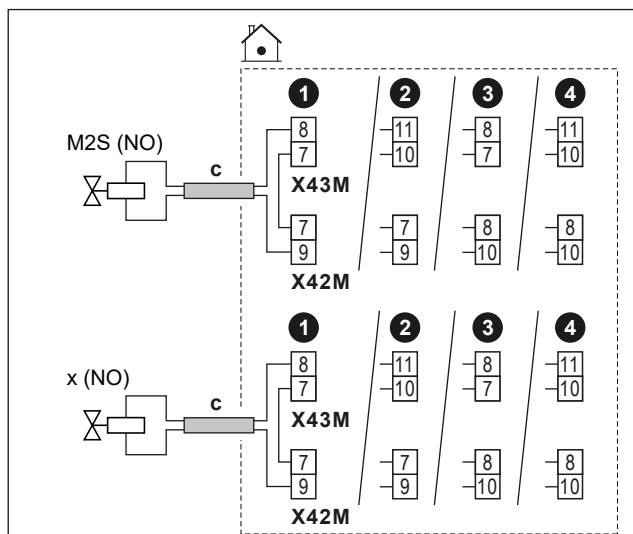 1 2 3 4
8 11 8 11
M2S (NO)
7 10 7 10
c
X43M
7 7 8 8
9 9 10 10
X42M
1 2 3 4
8 11 8 11
x (NO)
7 10 7 10
c
X43M
7 7 8 8
9 9 10 10
X42M